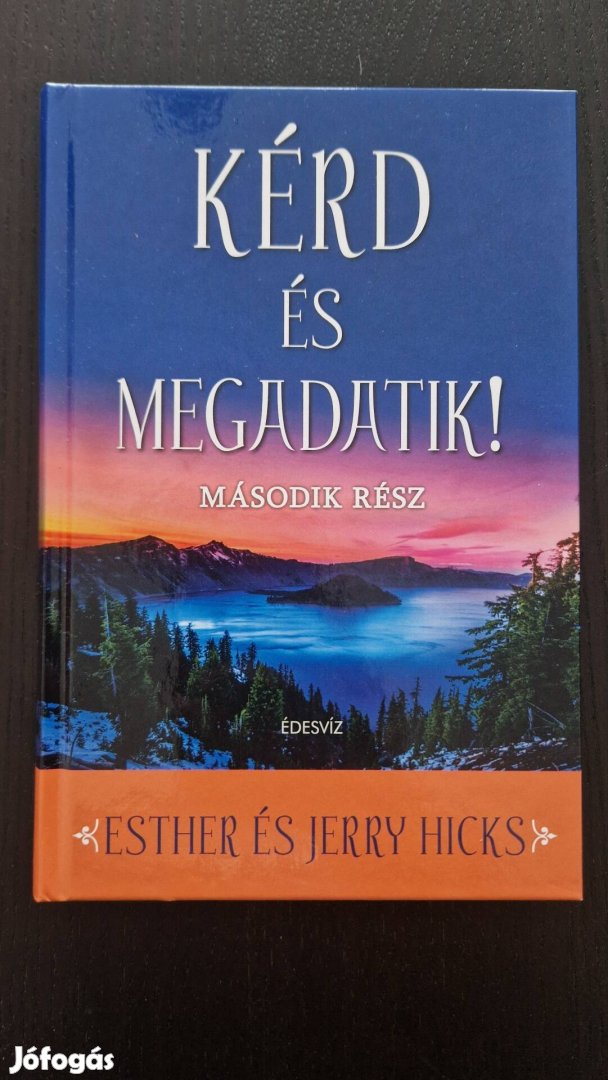 KÉRD
ÉS
MEGADATIK!
MÁSODIK RÉSZ
ÉDESVÍZ
ESTHER ÉS JERRY HICKS
Jófogás